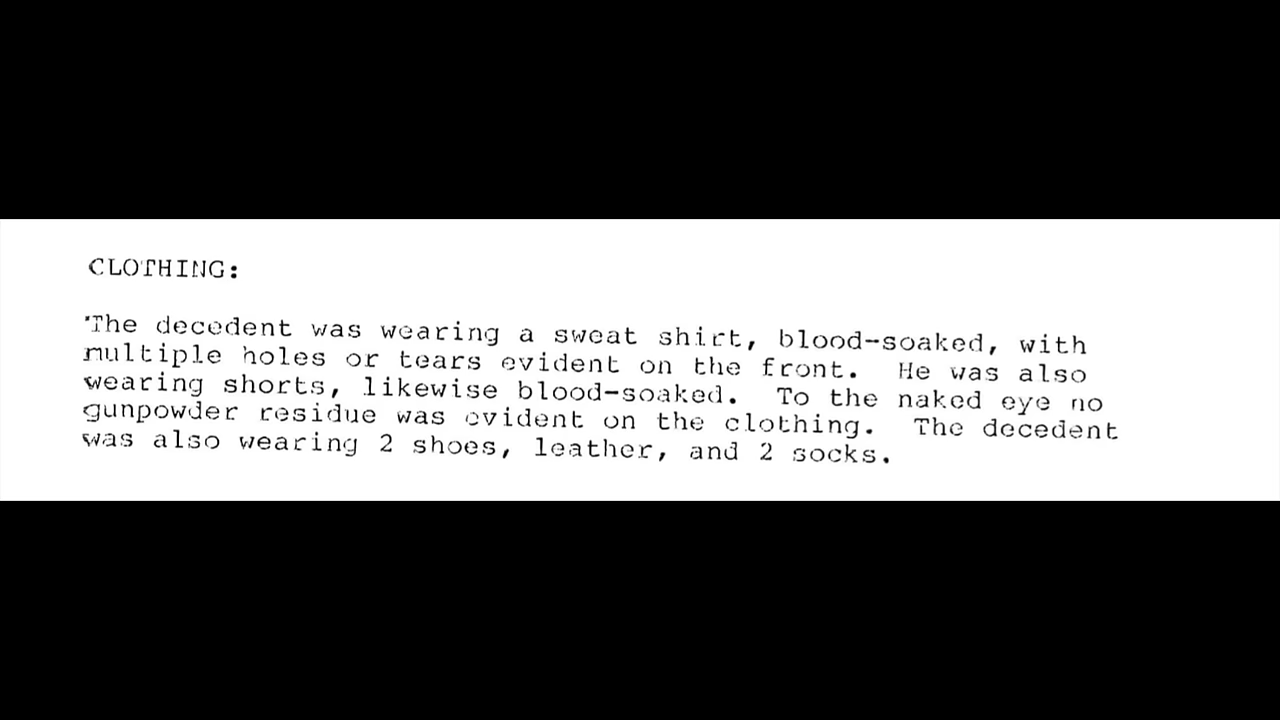 CLOTHING:
The decedent was wearing a sweat shirt, blood-soaked, with
multiple holes or tears evident on the front. He was also
wearing shorts, likewise blood-soaked. To the naked eye no
gunpowder residue was evident on the clothing. The decedent
was also wearing 2 shoes, leather, and 2 socks.